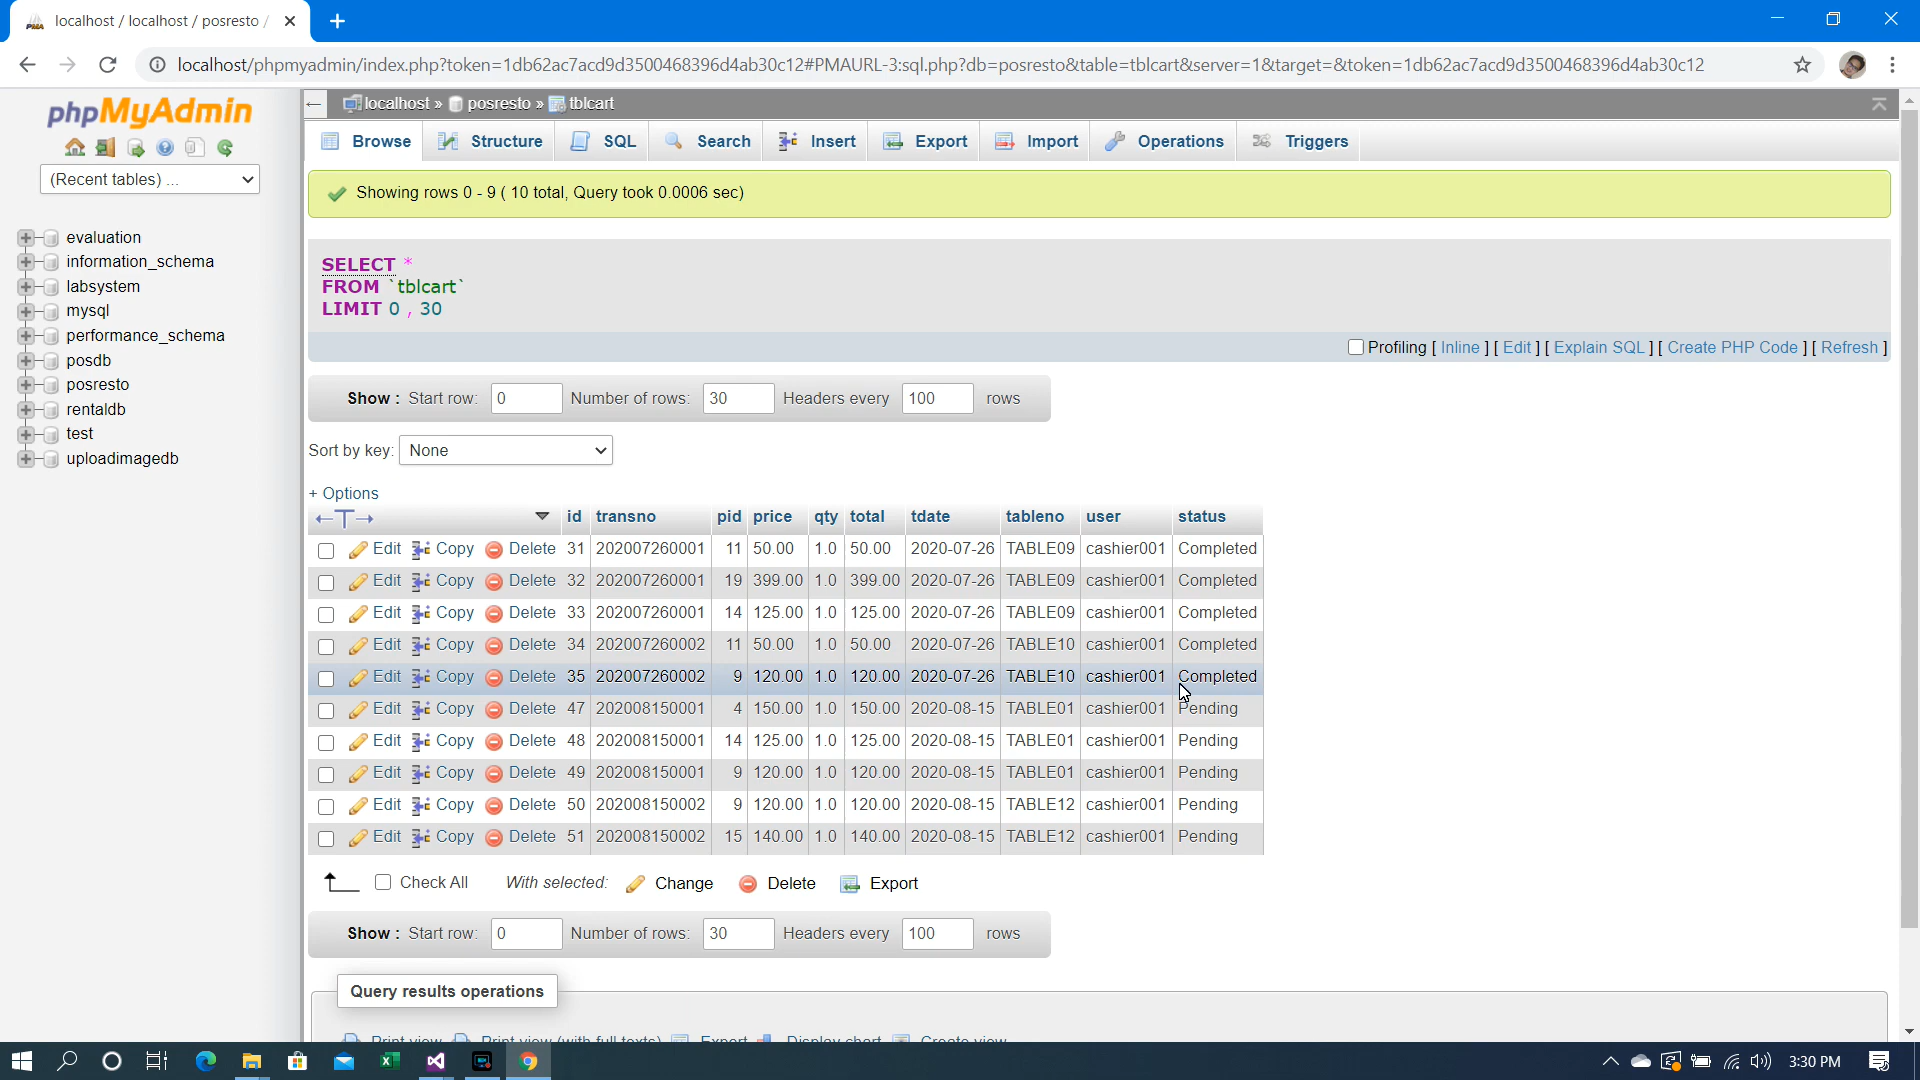 localhost / localhost / posresto /
localhost/phpmyadmin/index.php?token=1db62ac7acd9d3500468396d4ab30c12#PMAURL-3:sql.php?db=posresto&table=tblcart&server=1&target=&token=1db62ac7acd9d3500468396d4ab30c12
phpMyAdmin
(Recent tables) ...
evaluation
information_schema
labsystem
mysql
performance_schema
posdb
posresto
rentaldb
test
uploadimagedb
localhost » posresto » tblcart
Browse Structure SQL Search Insert Export Import Operations Triggers
Showing rows 0 - 9 ( 10 total, Query took 0.0006 sec)
SELECT *
FROM `tblcart`
LIMIT 0 , 30
Profiling [ Inline ] [ Edit ] [ Explain SQL ] [ Create PHP Code ] [ Refresh ]
Show : Start row: 0 Number of rows: 30 Headers every 100 rows
Sort by key: None
+ Options
←T→ id transno pid price qty total tdate tableno user status
Edit Copy Delete 31 202007260001 11 50.00 1.0 50.00 2020-07-26 TABLE09 cashier001 Completed
Edit Copy Delete 32 202007260001 19 399.00 1.0 399.00 2020-07-26 TABLE09 cashier001 Completed
Edit Copy Delete 33 202007260001 14 125.00 1.0 125.00 2020-07-26 TABLE09 cashier001 Completed
Edit Copy Delete 34 202007260002 11 50.00 1.0 50.00 2020-07-26 TABLE10 cashier001 Completed
Edit Copy Delete 35 202007260002 9 120.00 1.0 120.00 2020-07-26 TABLE10 cashier001 Completed
Edit Copy Delete 47 202008150001 4 150.00 1.0 150.00 2020-08-15 TABLE01 cashier001 Pending
Edit Copy Delete 48 202008150001 14 125.00 1.0 125.00 2020-08-15 TABLE01 cashier001 Pending
Edit Copy Delete 49 202008150001 9 120.00 1.0 120.00 2020-08-15 TABLE01 cashier001 Pending
Edit Copy Delete 50 202008150002 9 120.00 1.0 120.00 2020-08-15 TABLE12 cashier001 Pending
Edit Copy Delete 51 202008150002 15 140.00 1.0 140.00 2020-08-15 TABLE12 cashier001 Pending
Check All With selected: Change Delete Export
Show : Start row: 0 Number of rows: 30 Headers every 100 rows
Query results operations
Print view Print view (with full texts) Export Display chart Create view
3:30 PM